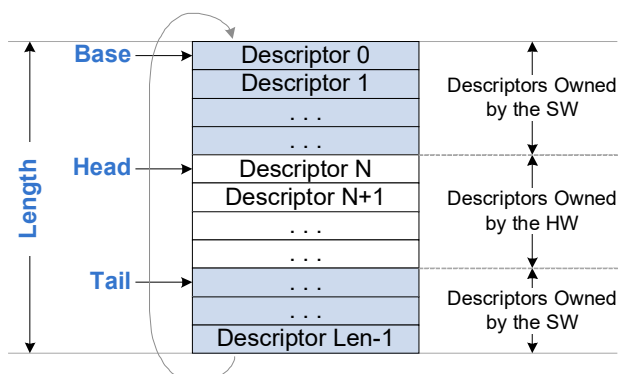 Base
Descriptor 0
Descriptor 1
. . .
. . .
Descriptors Owned
by the SW
Length
Head
Descriptor N
Descriptor N+1
. . .
. . .
Descriptors Owned
by the HW
Tail
. . .
. . .
Descriptor Len-1
Descriptors Owned
by the SW